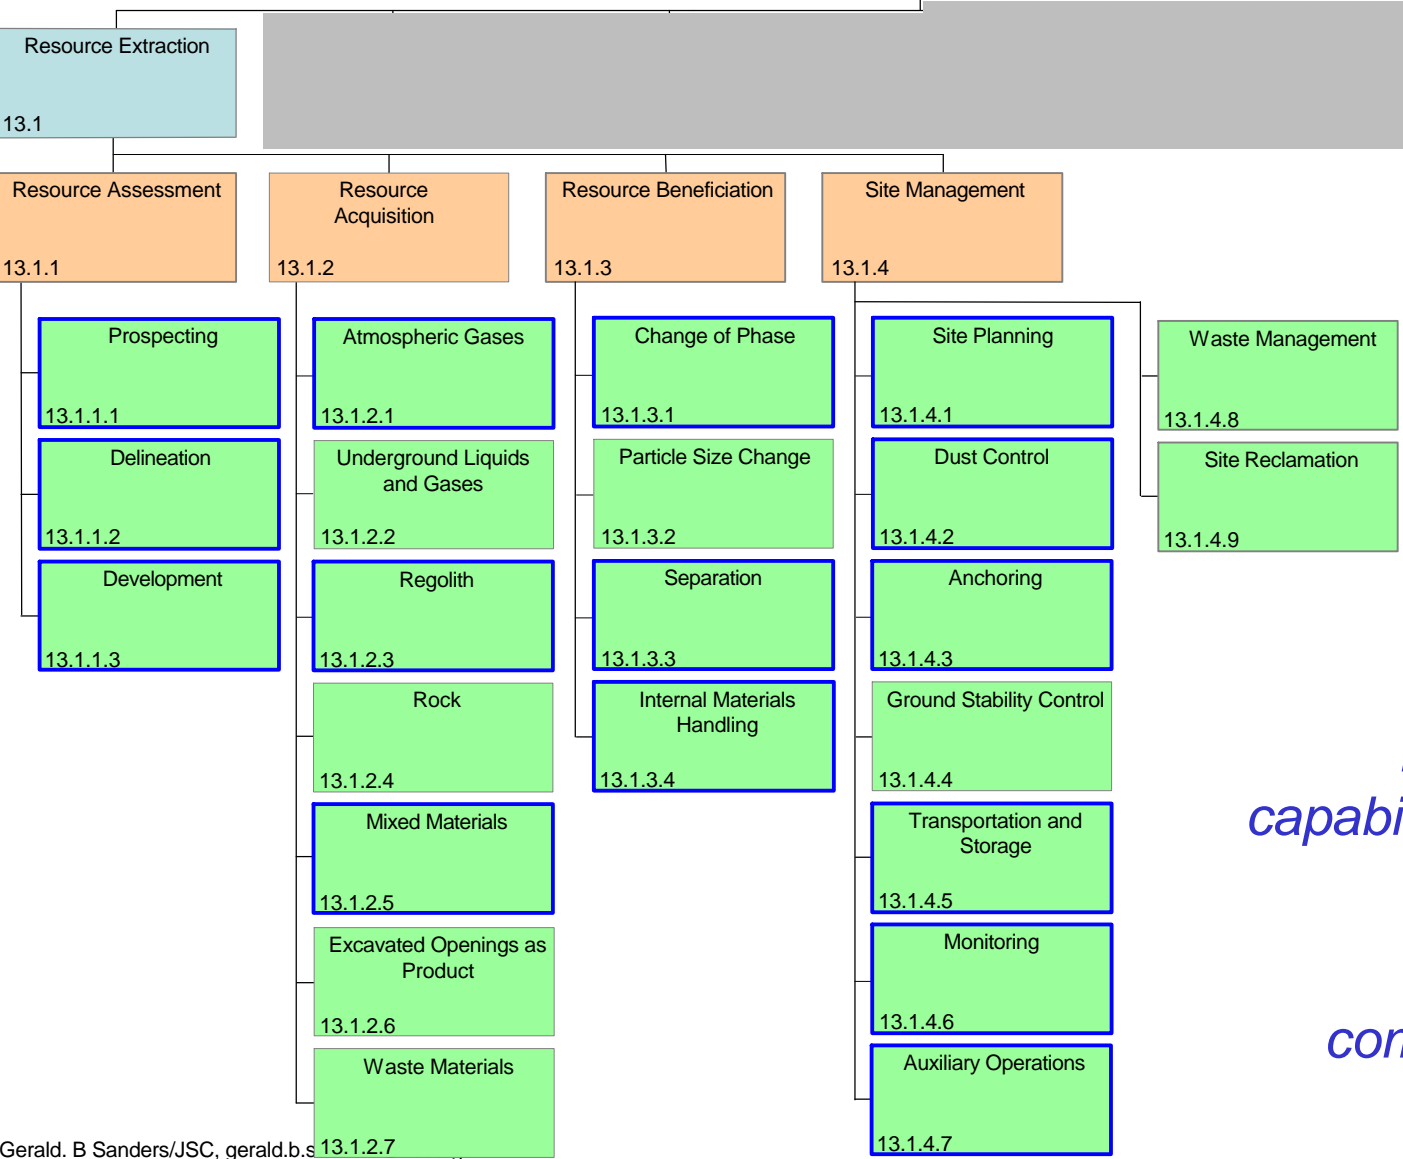 Resource Extraction
13.1
Resource Assessment
13.1.1
Resource
Acquisition
13.1.2
Resource Beneficiation
13.1.3
Site Management
13.1.4
Prospecting
13.1.1.1
Delineation
13.1.1.2
Development
13.1.1.3
Atmospheric Gases
13.1.2.1
Underground Liquids
and Gases
13.1.2.2
Regolith
13.1.2.3
Rock
13.1.2.4
Mixed Materials
13.1.2.5
Excavated Openings as
Product
13.1.2.6
Waste Materials
13.1.2.7
Change of Phase
13.1.3.1
Particle Size Change
13.1.3.2
Separation
13.1.3.3
Internal Materials
Handling
13.1.3.4
Site Planning
13.1.4.1
Dust Control
13.1.4.2
Anchoring
13.1.4.3
Ground Stability Control
13.1.4.4
Transportation and
Storage
13.1.4.5
Monitoring
13.1.4.6
Auxiliary Operations
13.1.4.7
Waste Management
13.1.4.8
Site Reclamation
13.1.4.9
capabi
con
Gerald. B Sanders/JSC, gerald.b.s